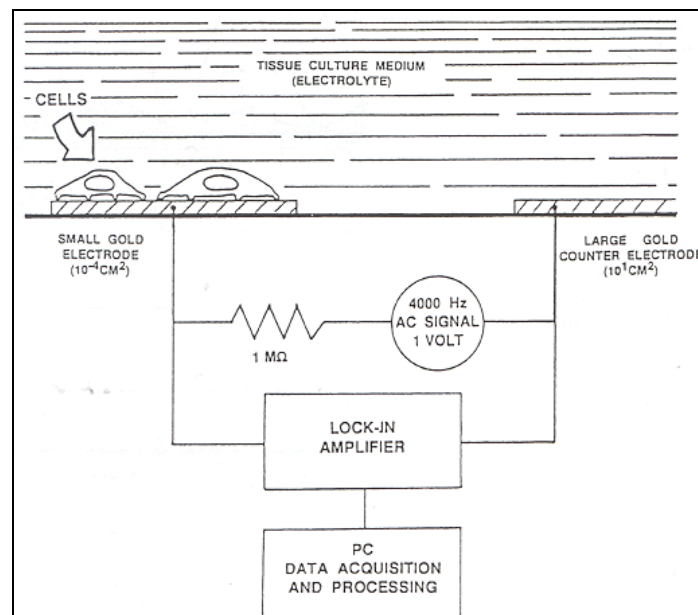 TISSUE CULTURE MEDIUM
(ELECTROLYTE)
CELLS
SMALL GOLD
ELECTRODE
(10⁻⁴CM²)
LARGE GOLD
COUNTER ELECTRODE
(10¹CM²)
4000 Hz
AC SIGNAL
1 VOLT
1 MΩ
LOCK-IN
AMPLIFIER
PC
DATA ACQUISITION
AND PROCESSING